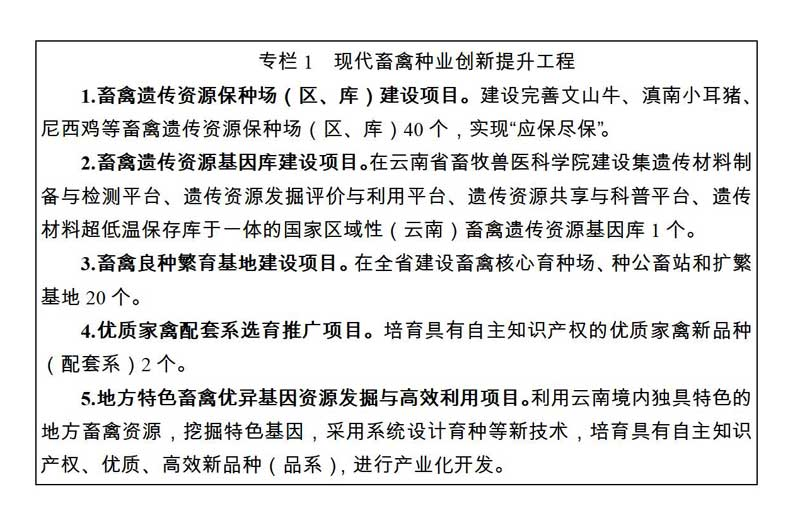 专栏 1　现代畜禽种业创新提升工程
1.畜禽遗传资源保种场（区、库）建设项目。建设完善文山牛、滇南小耳猪、
尼西鸡等畜禽遗传资源保种场（区、库）40 个，实现“应保尽保”。
2.畜禽遗传资源基因库建设项目。在云南省畜牧兽医科学院建设集遗传材料制
备与检测平台、遗传资源发掘评价与利用平台、遗传资源共享与科普平台、遗传
材料超低温保存库于一体的国家区域性（云南）畜禽遗传资源基因库 1 个。
3.畜禽良种繁育基地建设项目。在全省建设畜禽核心育种场、种公畜站和扩繁
基地 20 个。
4.优质家禽配套系选育推广项目。培育具有自主知识产权的优质家禽新品种
（配套系）2 个。
5.地方特色畜禽优异基因资源发掘与高效利用项目。利用云南境内独具特色的
地方畜禽资源，挖掘特色基因，采用系统设计育种等新技术，培育具有自主知识
产权、优质、高效新品种（品系），进行产业化开发。